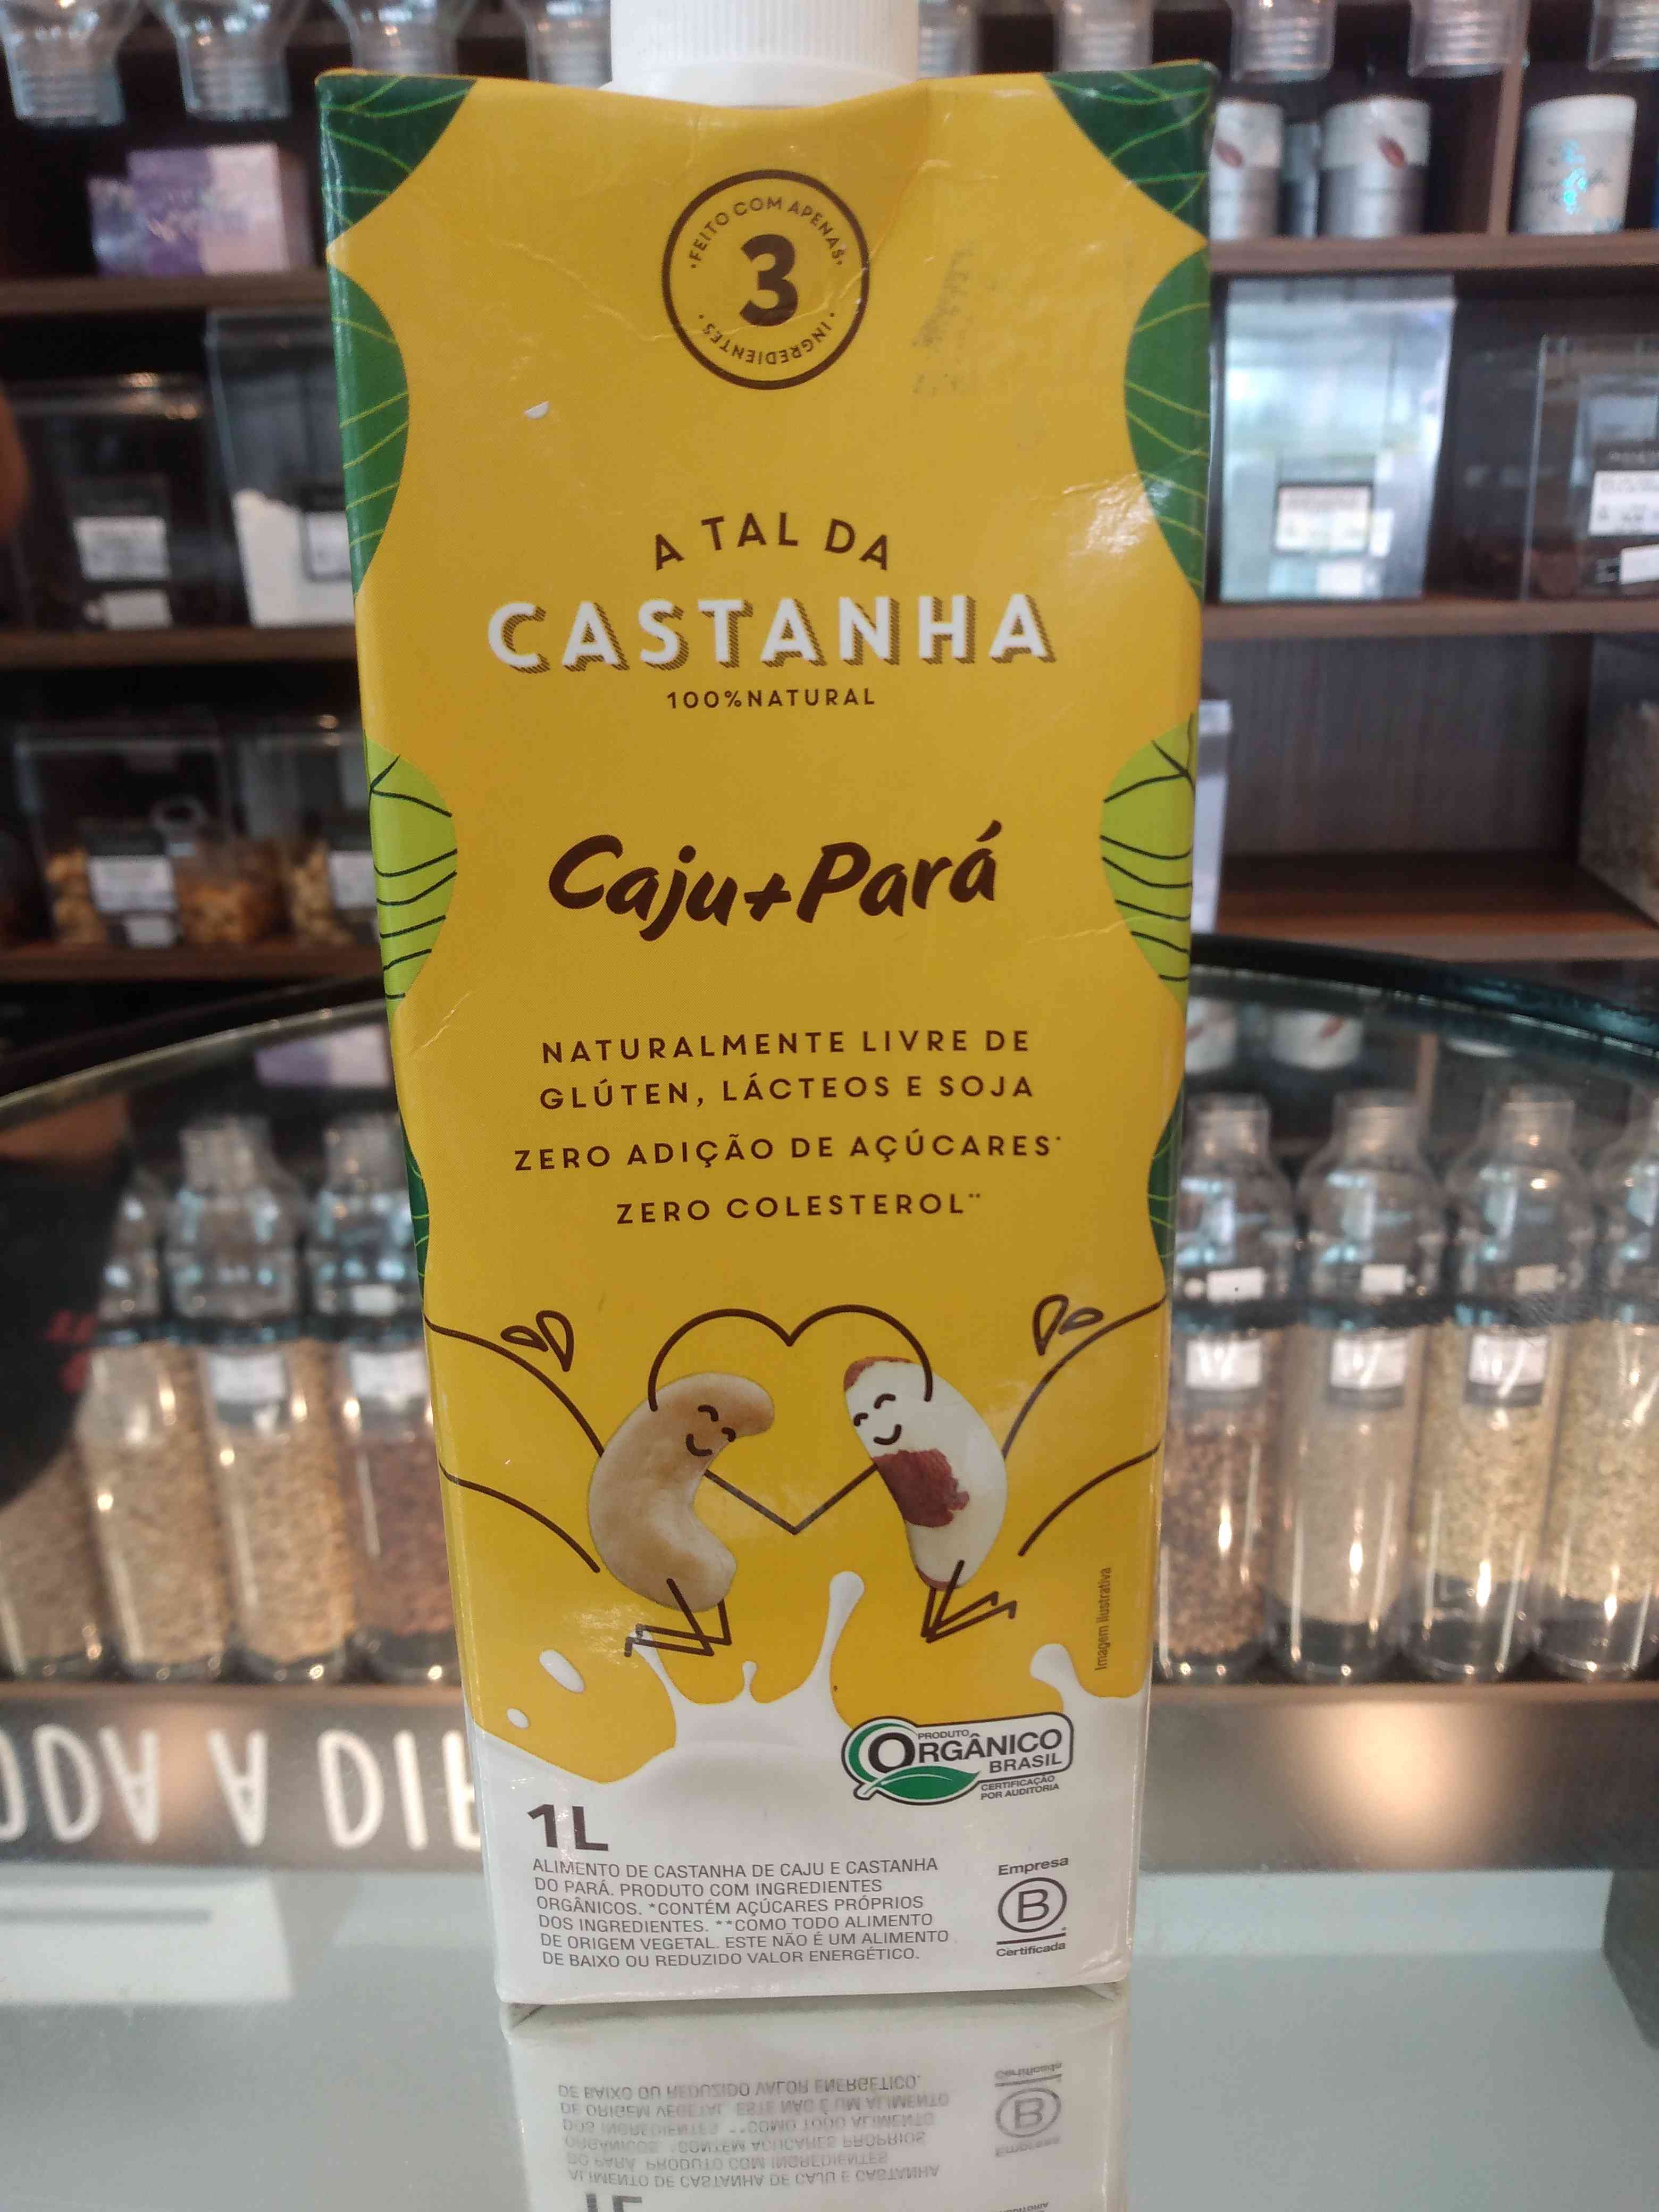 ·FEITO COM APENAS·
3
·INGREDIENTES·
A TAL DA
CASTANHA
100%NATURAL
Caju+Pará
NATURALMENTE LIVRE DE
GLÚTEN, LÁCTEOS E SOJA
ZERO ADIÇÃO DE AÇÚCARES*
ZERO COLESTEROL**
Imagem ilustrativa
PRODUTO
ORGÂNICO
BRASIL
CERTIFICAÇÃO
POR AUDITORIA
1L
ALIMENTO DE CASTANHA DE CAJU E CASTANHA
DO PARÁ. PRODUTO COM INGREDIENTES
ORGÂNICOS. *CONTÉM AÇÚCARES PRÓPRIOS
DOS INGREDIENTES. **COMO TODO ALIMENTO
DE ORIGEM VEGETAL. ESTE NÃO É UM ALIMENTO
DE BAIXO OU REDUZIDO VALOR ENERGÉTICO.
Empresa
B
Certificada